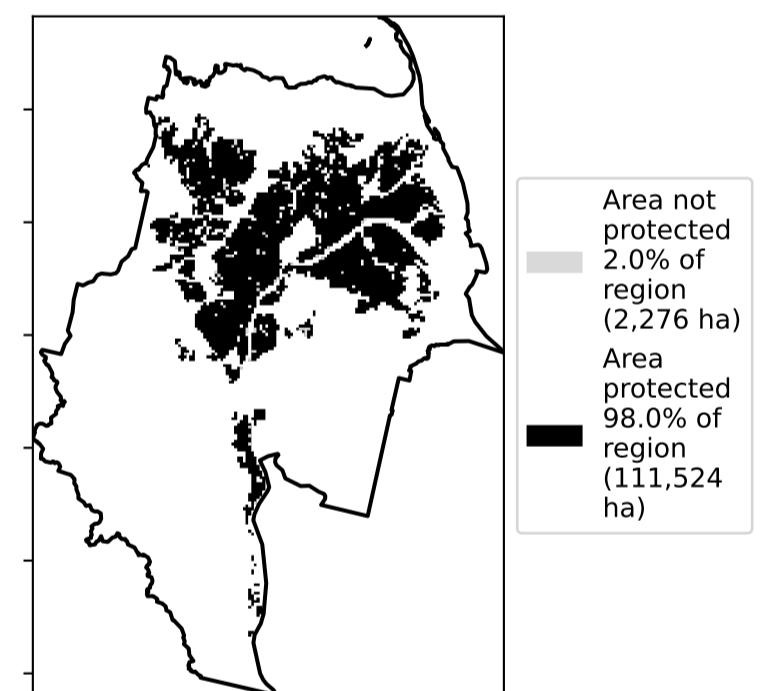 Area not
protected
2.0% of
region
(2,276 ha)
Area
protected
98.0% of
region
(111,524
ha)